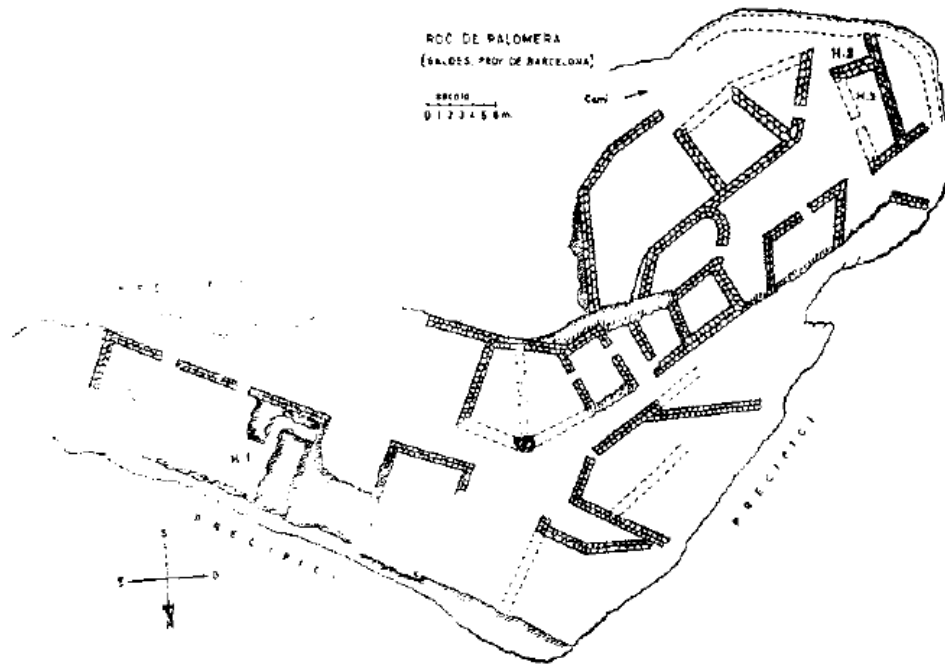 ROC DE PALOMERA
(SALDES, PROV DE BARCELONA)
escala
0 1 2 3 4 5 6 m.
Camí
H.2
H.3
H.1
PRECIPICI
PRECIPICI
S
E
O
N